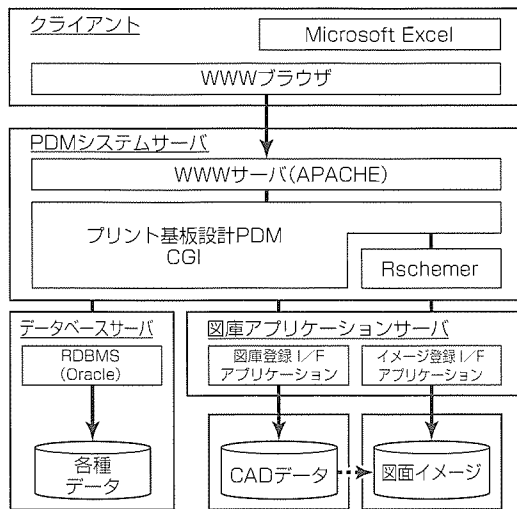 クライアント
Microsoft Excel
WWWブラウザ
PDMシステムサーバ
WWWサーバ(APACHE)
プリント基板設計PDM
CGI
Rschemer
データベースサーバ
RDBMS
(Oracle)
各種
データ
図庫アプリケーションサーバ
図庫登録 I/F
アプリケーション
イメージ登録 I/F
アプリケーション
CADデータ
図面イメージ